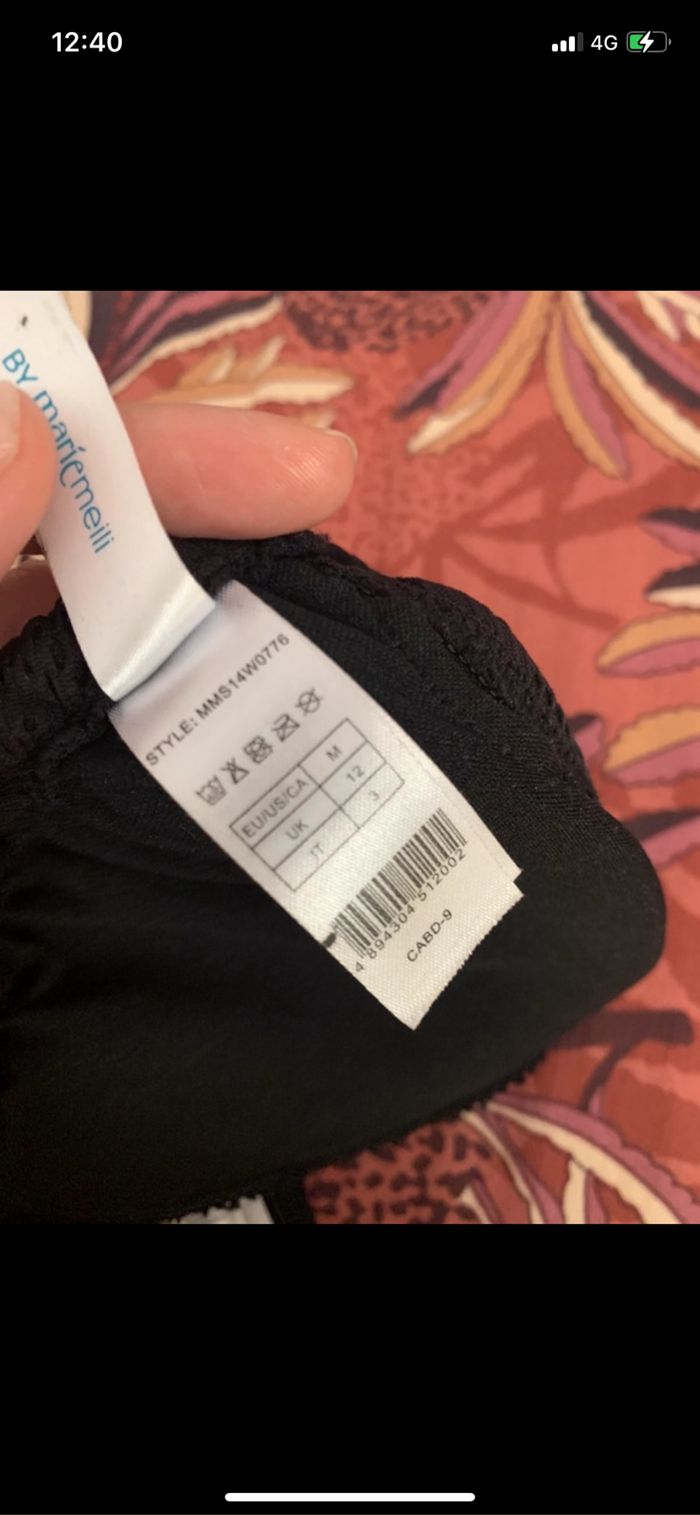 12:40
4G
BY mariemeili
STYLE: MMS14W0776
EU/US/CA M
UK 12
IT 3
4 894304 512002
CABD-9